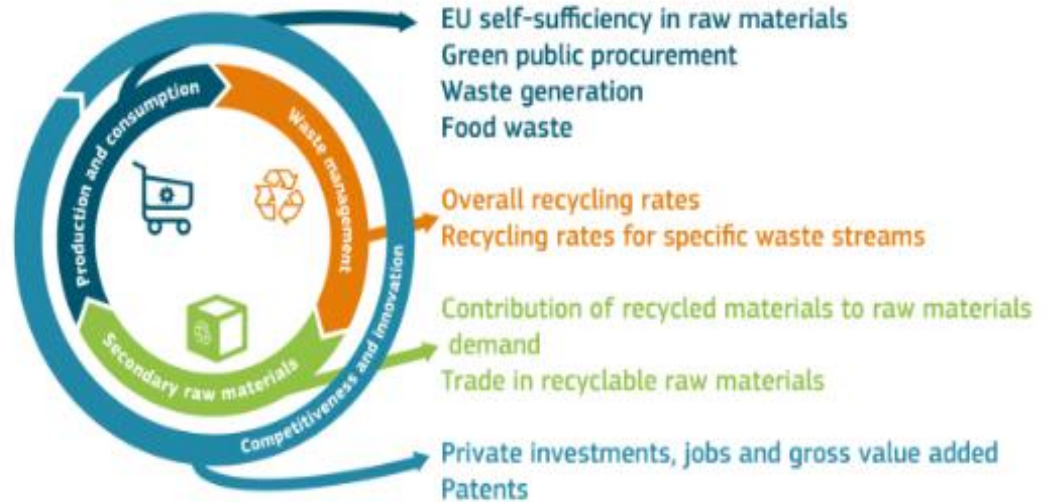 EU self-sufficiency in raw materials
Green public procurement
Waste generation
Food waste
Production and consumption
Waste management
Overall recycling rates
Recycling rates for specific waste streams
Secondary raw materials
Contribution of recycled materials to raw materials
demand
Trade in recyclable raw materials
Competitiveness and innovation
Private investments, jobs and gross value added
Patents